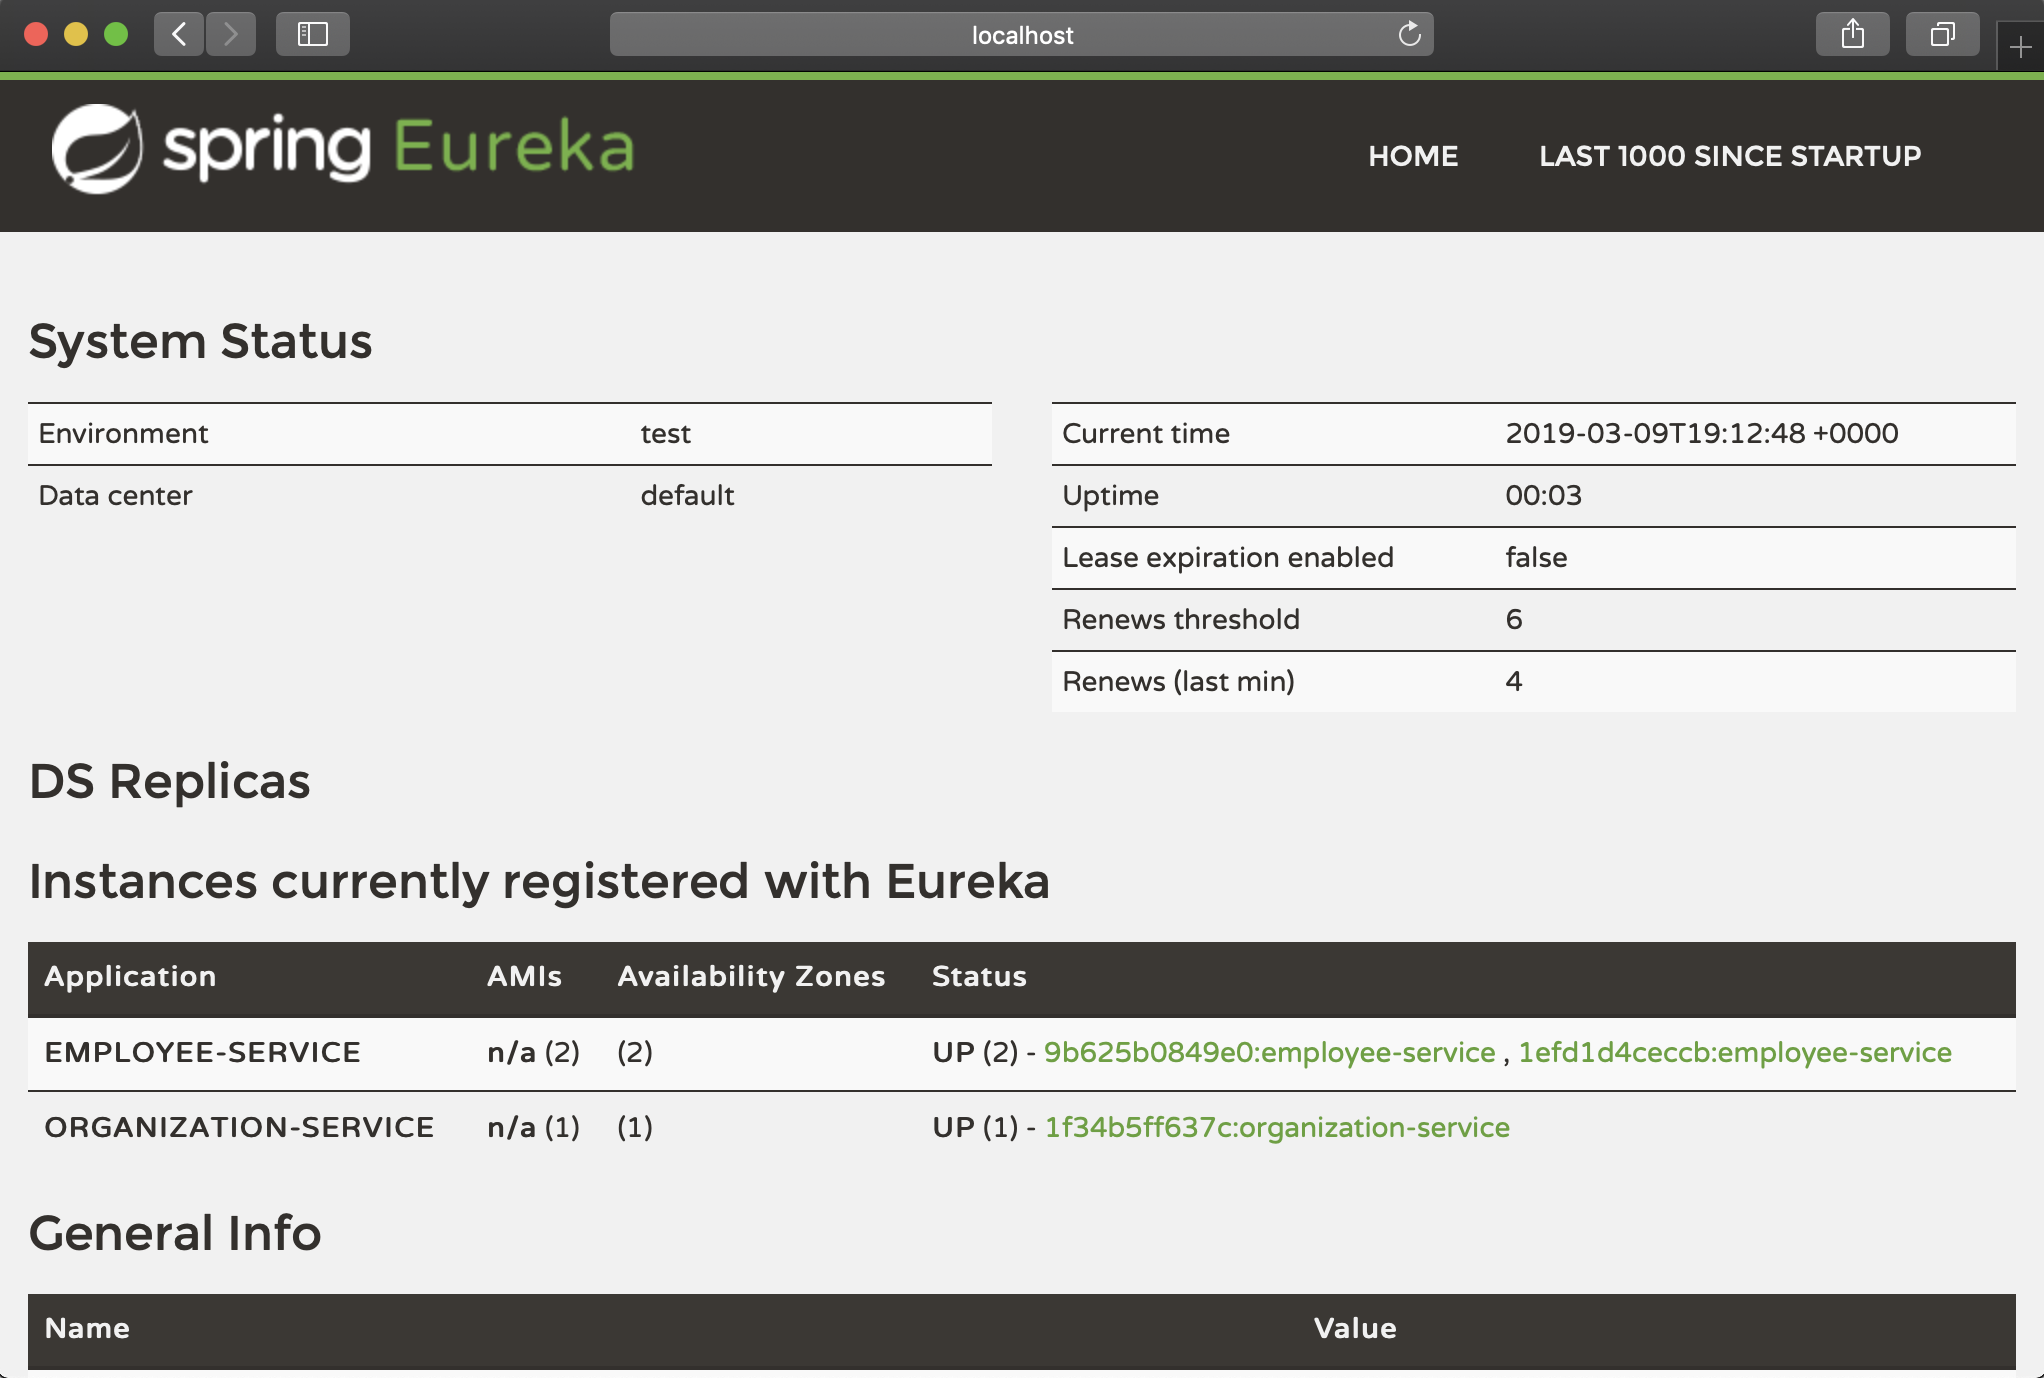 localhost
spring Eureka
HOME LAST 1000 SINCE STARTUP
System Status
Environment test
Data center default
Current time 2019-03-09T19:12:48 +0000
Uptime 00:03
Lease expiration enabled false
Renews threshold 6
Renews (last min) 4
DS Replicas
Instances currently registered with Eureka
Application AMIs Availability Zones Status
EMPLOYEE-SERVICE n/a (2) (2) UP (2) - 9b625b0849e0:employee-service , 1efd1d4ceccb:employee-service
ORGANIZATION-SERVICE n/a (1) (1) UP (1) - 1f34b5ff637c:organization-service
General Info
Name Value